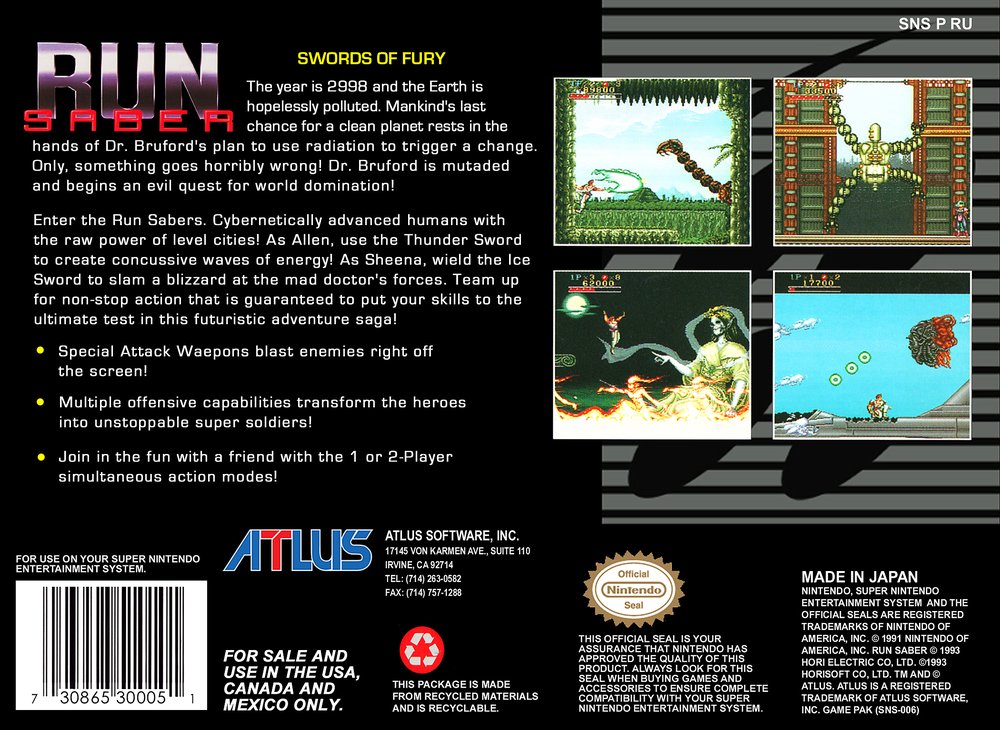 SNS P RU
RUN
SABER
SWORDS OF FURY
The year is 2998 and the Earth is
hopelessly polluted. Mankind's last
chance for a clean planet rests in the
hands of Dr. Bruford's plan to use radiation to trigger a change.
Only, something goes horribly wrong! Dr. Bruford is mutaded
and begins an evil quest for world domination!
Enter the Run Sabers. Cybernetically advanced humans with
the raw power of level cities! As Allen, use the Thunder Sword
to create concussive waves of energy! As Sheena, wield the Ice
Sword to slam a blizzard at the mad doctor's forces. Team up
for non-stop action that is guaranteed to put your skills to the
ultimate test in this futuristic adventure saga!
• Special Attack Waepons blast enemies right off
the screen!
• Multiple offensive capabilities transform the heroes
into unstoppable super soldiers!
• Join in the fun with a friend with the 1 or 2-Player
simultaneous action modes!
89800
33500
1P×3 ×8
62000
1P×1 ×2
17700
FOR USE ON YOUR SUPER NINTENDO
ENTERTAINMENT SYSTEM.
7 30865 30005 1
ATLUS
ATLUS SOFTWARE, INC.
17145 VON KARMEN AVE., SUITE 110
IRVINE, CA 92714
TEL: (714) 263-0582
FAX: (714) 757-1288
FOR SALE AND
USE IN THE USA,
CANADA AND
MEXICO ONLY.
THIS PACKAGE IS MADE
FROM RECYCLED MATERIALS
AND IS RECYCLABLE.
Official
Nintendo
Seal
THIS OFFICIAL SEAL IS YOUR
ASSURANCE THAT NINTENDO HAS
APPROVED THE QUALITY OF THIS
PRODUCT. ALWAYS LOOK FOR THIS
SEAL WHEN BUYING GAMES AND
ACCESSORIES TO ENSURE COMPLETE
COMPATIBILITY WITH YOUR SUPER
NINTENDO ENTERTAINMENT SYSTEM.
MADE IN JAPAN
NINTENDO, SUPER NINTENDO
ENTERTAINMENT SYSTEM AND THE
OFFICIAL SEALS ARE REGISTERED
TRADEMARKS OF NINTENDO OF
AMERICA, INC. © 1991 NINTENDO OF
AMERICA, INC. RUN SABER © 1993
HORI ELECTRIC CO, LTD. ©1993
HORISOFT CO, LTD. TM AND ©
ATLUS. ATLUS IS A REGISTERED
TRADEMARK OF ATLUS SOFTWARE,
INC. GAME PAK (SNS-006)